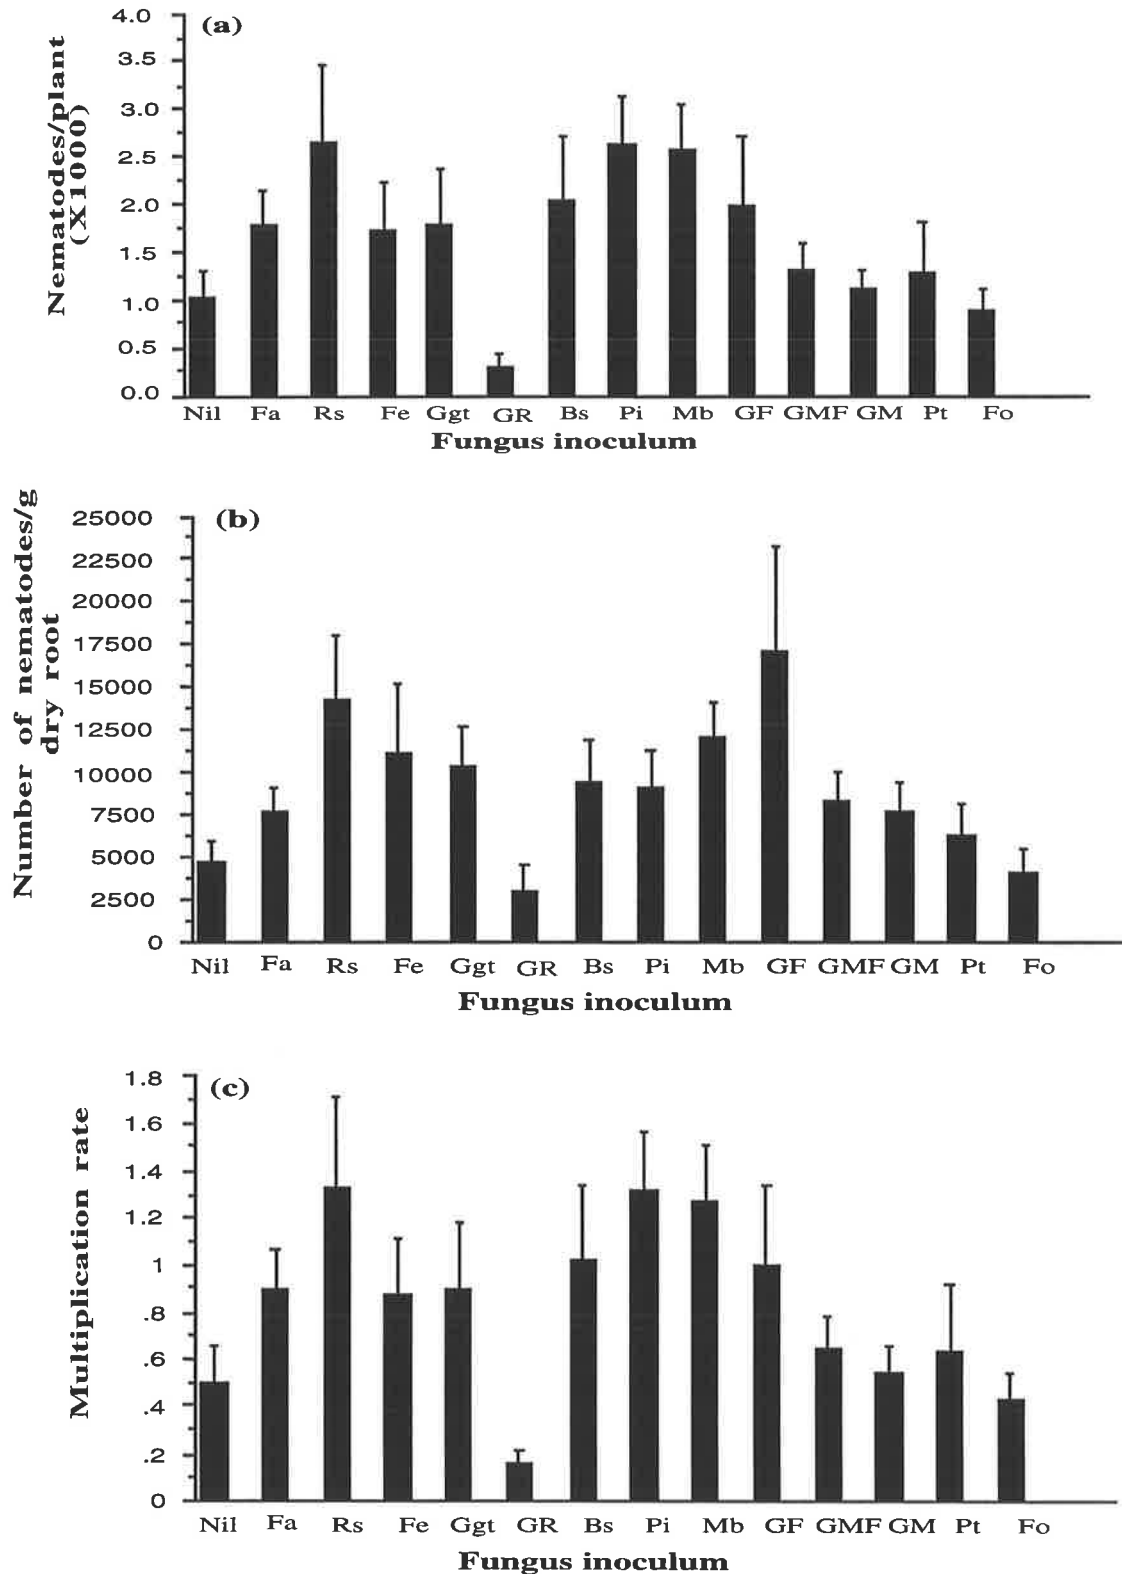 (a)
Nematodes/plant
(X1000)
4.0
3.5
3.0
2.5
2.0
1.5
1.0
0.5
0.0
Nil Fa Rs Fe Ggt GR Bs Pi Mb GF GMF GM Pt Fo
Fungus inoculum
(b)
Number of nematodes/g
dry root
25000
22500
20000
17500
15000
12500
10000
7500
5000
2500
0
Nil Fa Rs Fe Ggt GR Bs Pi Mb GF GMF GM Pt Fo
Fungus inoculum
(c)
Multiplication rate
1.8
1.6
1.4
1.2
1
.8
.6
.4
.2
0
Nil Fa Rs Fe Ggt GR Bs Pi Mb GF GMF GM Pt Fo
Fungus inoculum